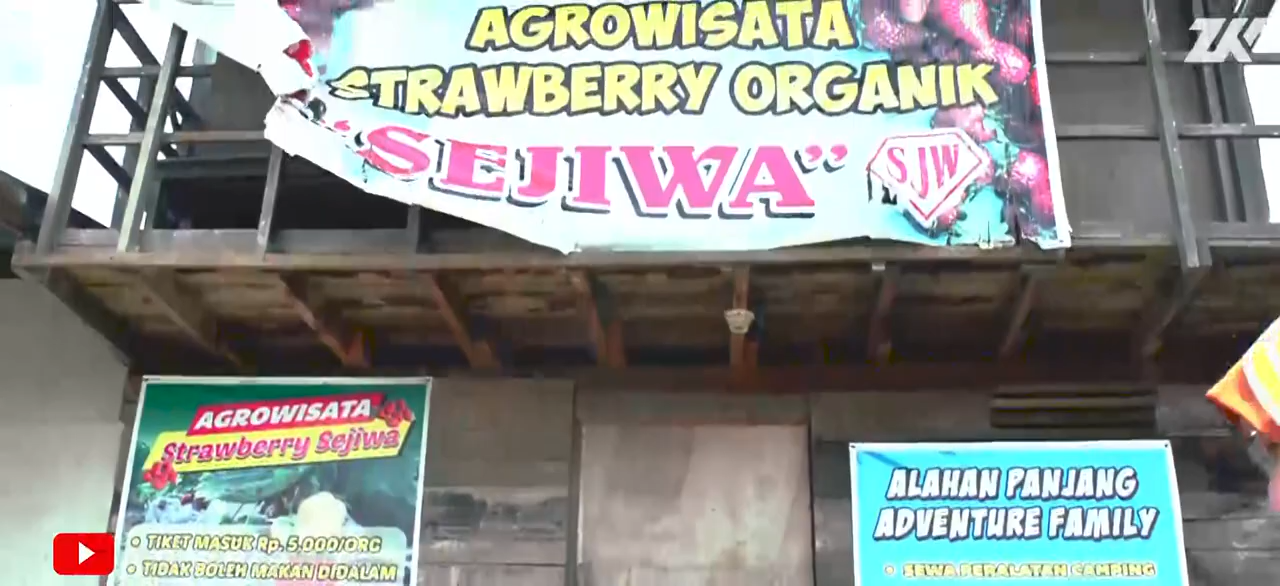 AGROWISATA
STRAWBERRY ORGANIK
"SEJIWA"
SJW
ZK
AGROWISATA
Strawberry Sejiwa
• TIKET MASUK Rp. 5.000/ORG
• TIDAK BOLEH MAKAN DIDALAM
ALAHAN PANJANG
ADVENTURE FAMILY
• SEWA PERALATAN CAMPING